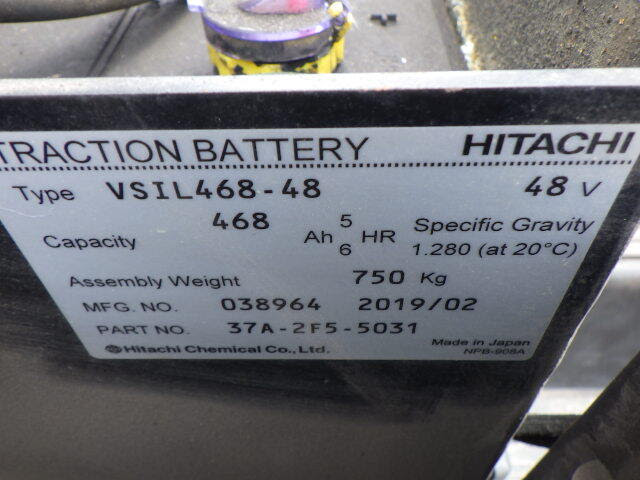 TRACTION BATTERY HITACHI
Type VSIL468-48 48 V
Capacity 468 Ah 5 HR Specific Gravity
6 1.280 (at 20°C)
Assembly Weight 750 Kg
MFG. NO. 038964 2019/02
PART NO. 37A-2F5-5031
Hitachi Chemical Co., Ltd. Made in Japan
NPB-908A